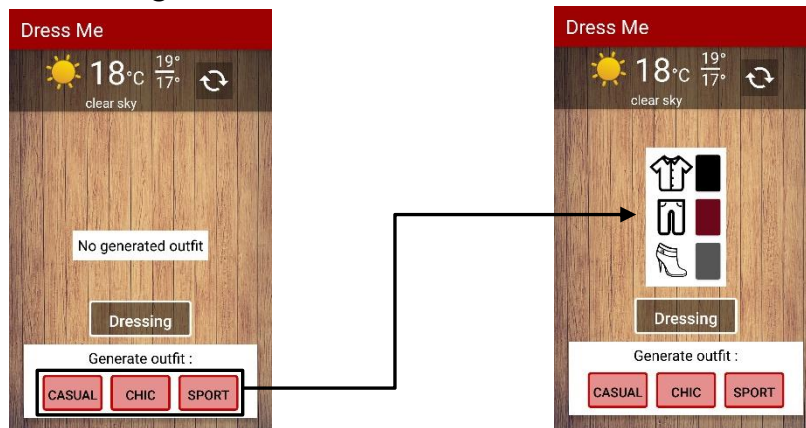 Dress Me
18°C 19° 17°
clear sky
No generated outfit
Dressing
Generate outfit :
CASUAL CHIC SPORT
Dress Me
18°C 19° 17°
clear sky
Dressing
Generate outfit :
CASUAL CHIC SPORT